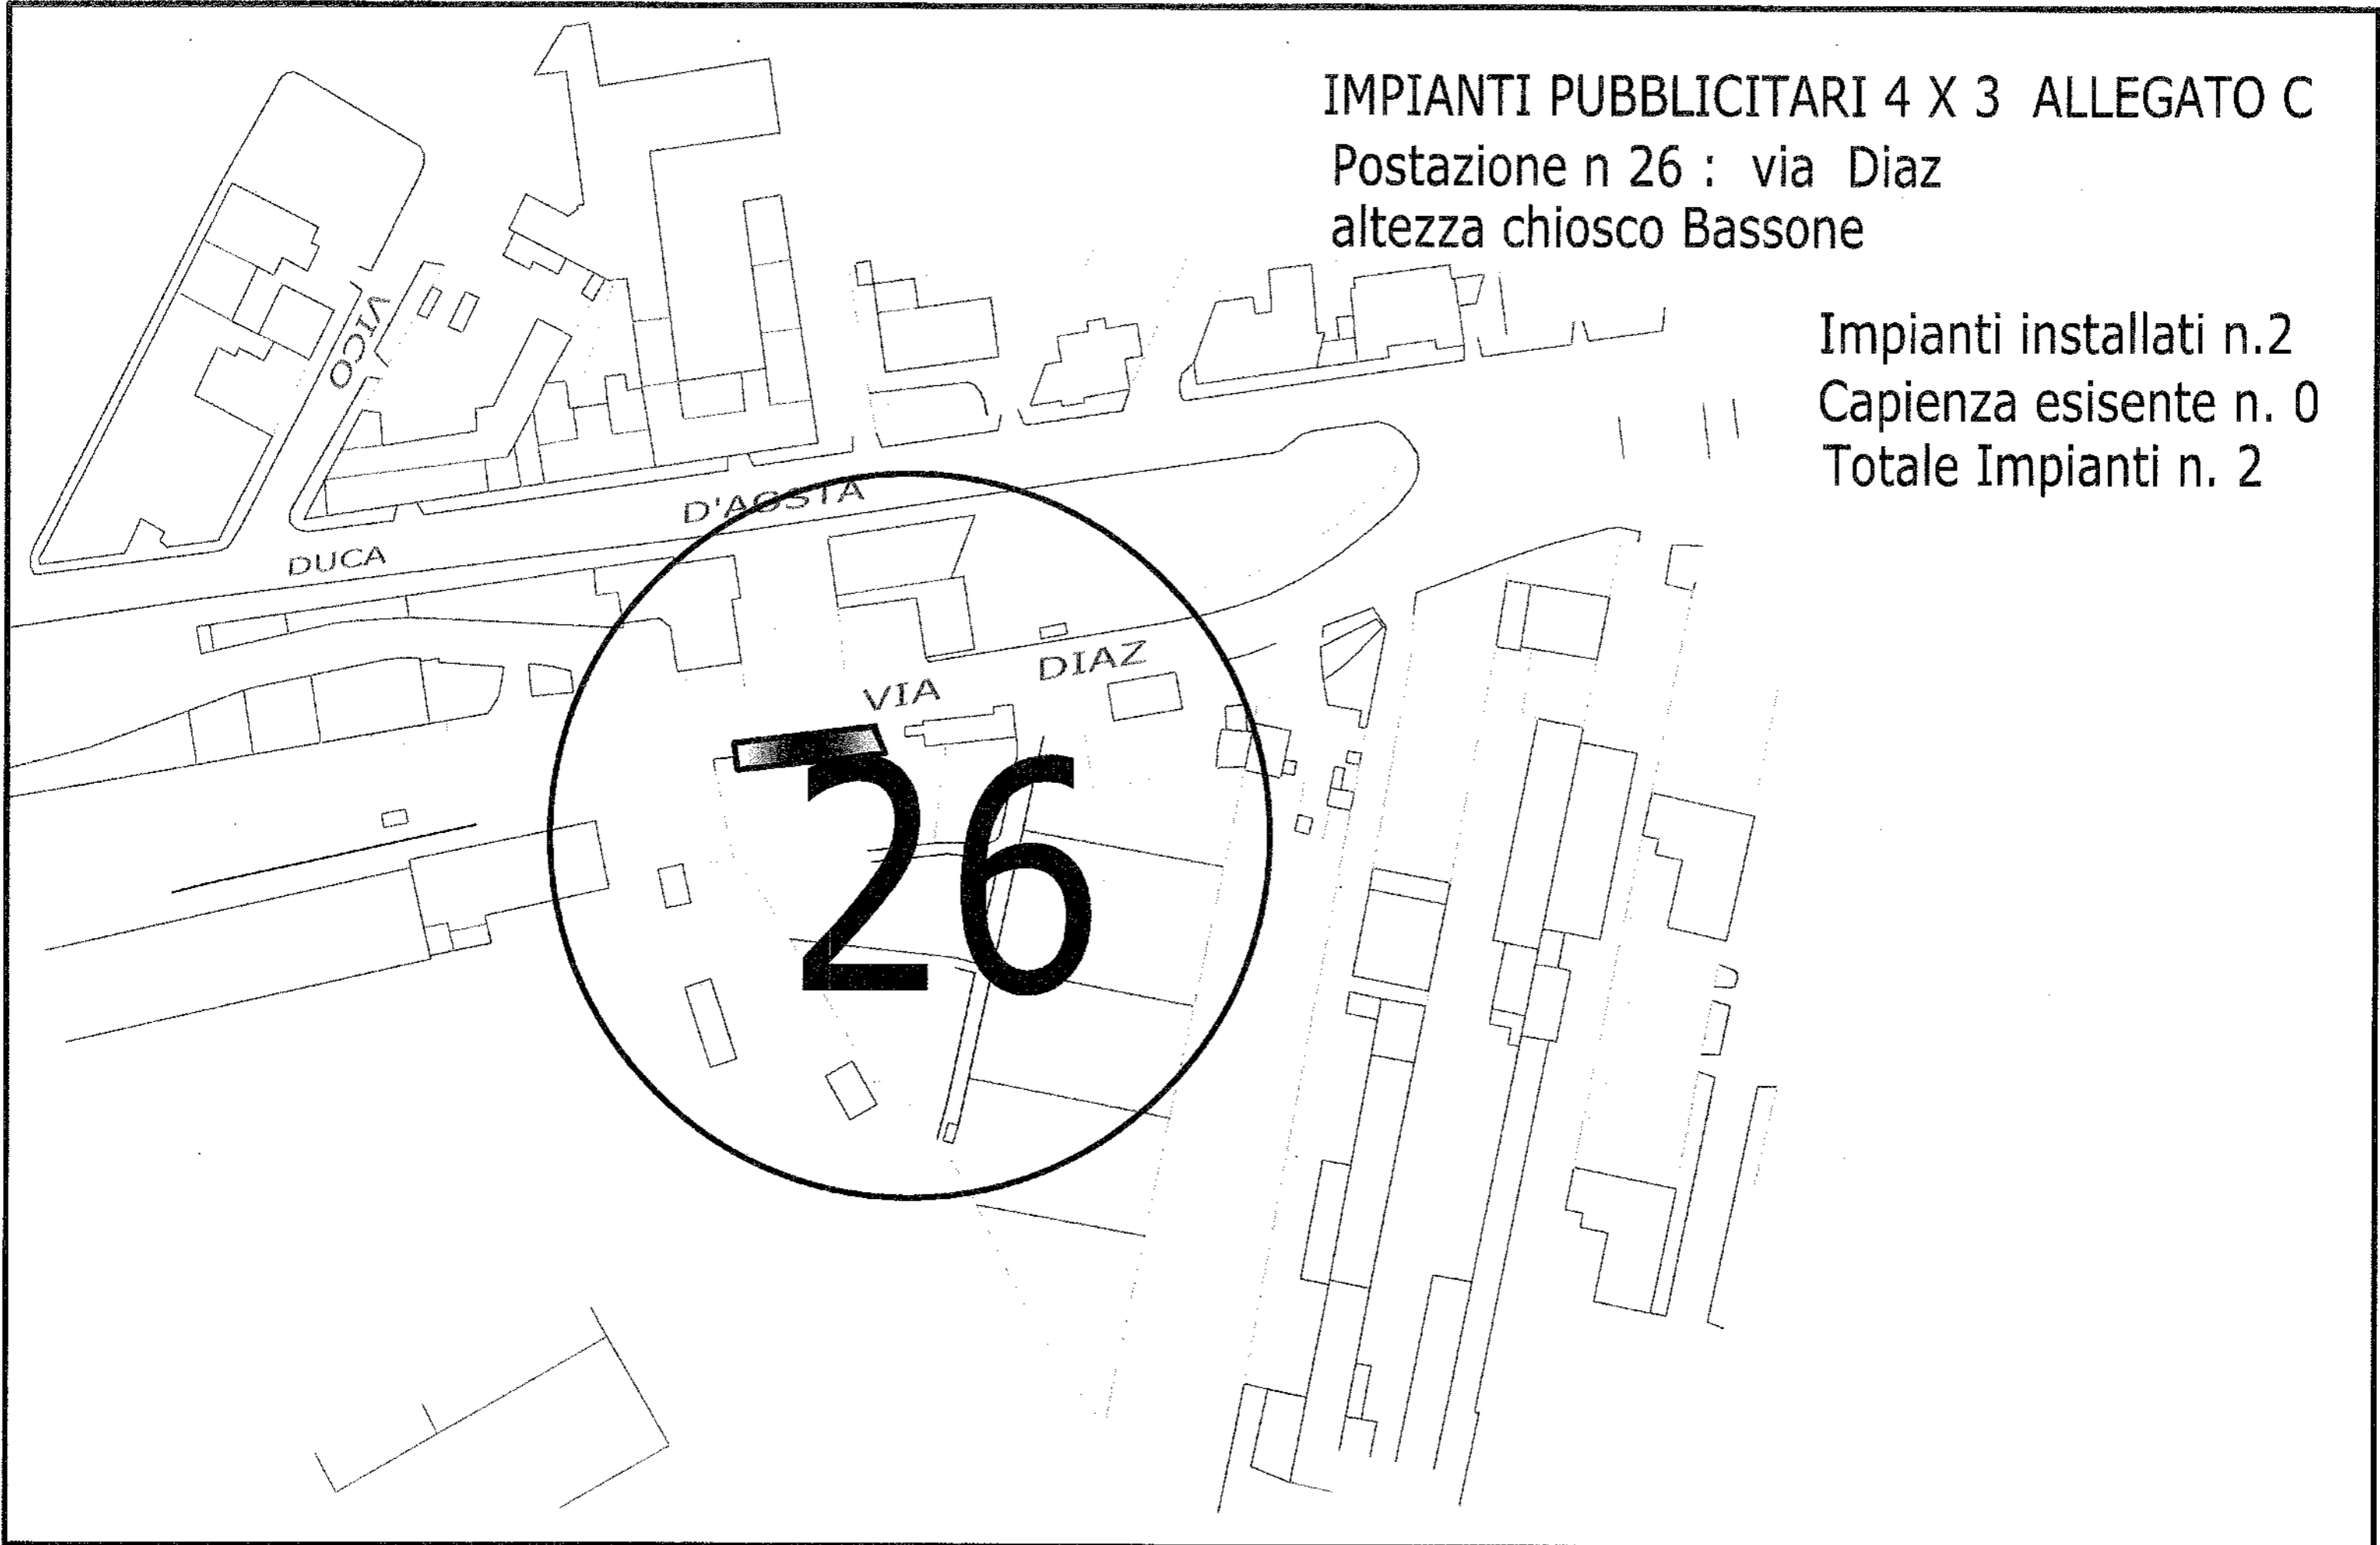 IMPIANTI PUBBLICITARI 4 X 3 ALLEGATO C
Postazione n 26 : via Diaz
altezza chiosco Bassone
Impianti installati n.2
Capienza esisente n. 0
Totale Impianti n. 2
VICO
DUCA
D'AOSTA
VIA
DIAZ
26